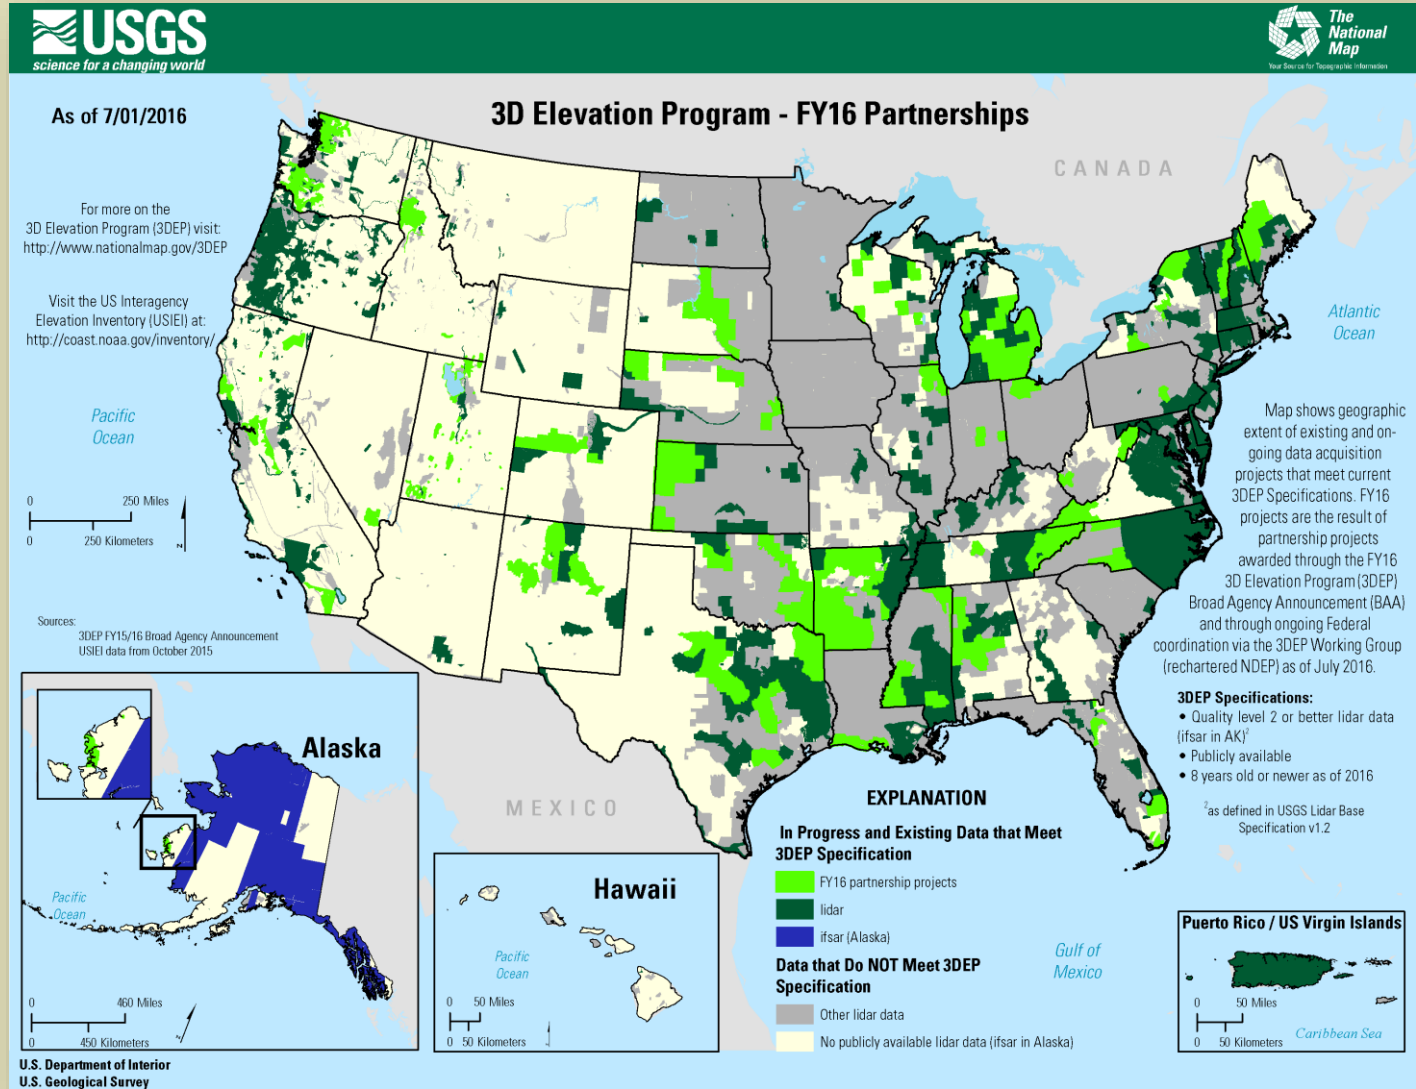 USGS
science for a changing world
The
National
Map
Your Source for Topographic Information
As of 7/01/2016
3D Elevation Program - FY16 Partnerships
CANADA
For more on the
3D Elevation Program (3DEP) visit:
http://www.nationalmap.gov/3DEP
Visit the US Interagency
Elevation Inventory (USIEI) at:
http://coast.noaa.gov/inventory/
Atlantic
Ocean
Pacific
Ocean
0 250 Miles
0 250 Kilometers
N
Map shows geographic
extent of existing and on-
going data acquisition
projects that meet current
3DEP Specifications. FY16
projects are the result of
partnership projects
awarded through the FY16
3D Elevation Program (3DEP)
Broad Agency Announcement (BAA)
and through ongoing Federal
coordination via the 3DEP Working Group
(rechartered NDEP) as of July 2016.
Sources:
3DEP FY15/16 Broad Agency Announcement
USIEI data from October 2015
3DEP Specifications:
• Quality level 2 or better lidar data
(ifsar in AK)2
• Publicly available
• 8 years old or newer as of 2016
2as defined in USGS Lidar Base
Specification v1.2
Alaska
Pacific
Ocean
0 460 Miles
0 450 Kilometers
MEXICO
Hawaii
Pacific
Ocean
0 50 Miles
0 50 Kilometers
EXPLANATION
In Progress and Existing Data that Meet
3DEP Specification
FY16 partnership projects
lidar
ifsar (Alaska)
Data that Do NOT Meet 3DEP
Specification
Other lidar data
No publicly available lidar data (ifsar in Alaska)
Gulf of
Mexico
Puerto Rico / US Virgin Islands
0 50 Miles
0 50 Kilometers
Caribbean Sea
U.S. Department of Interior
U.S. Geological Survey